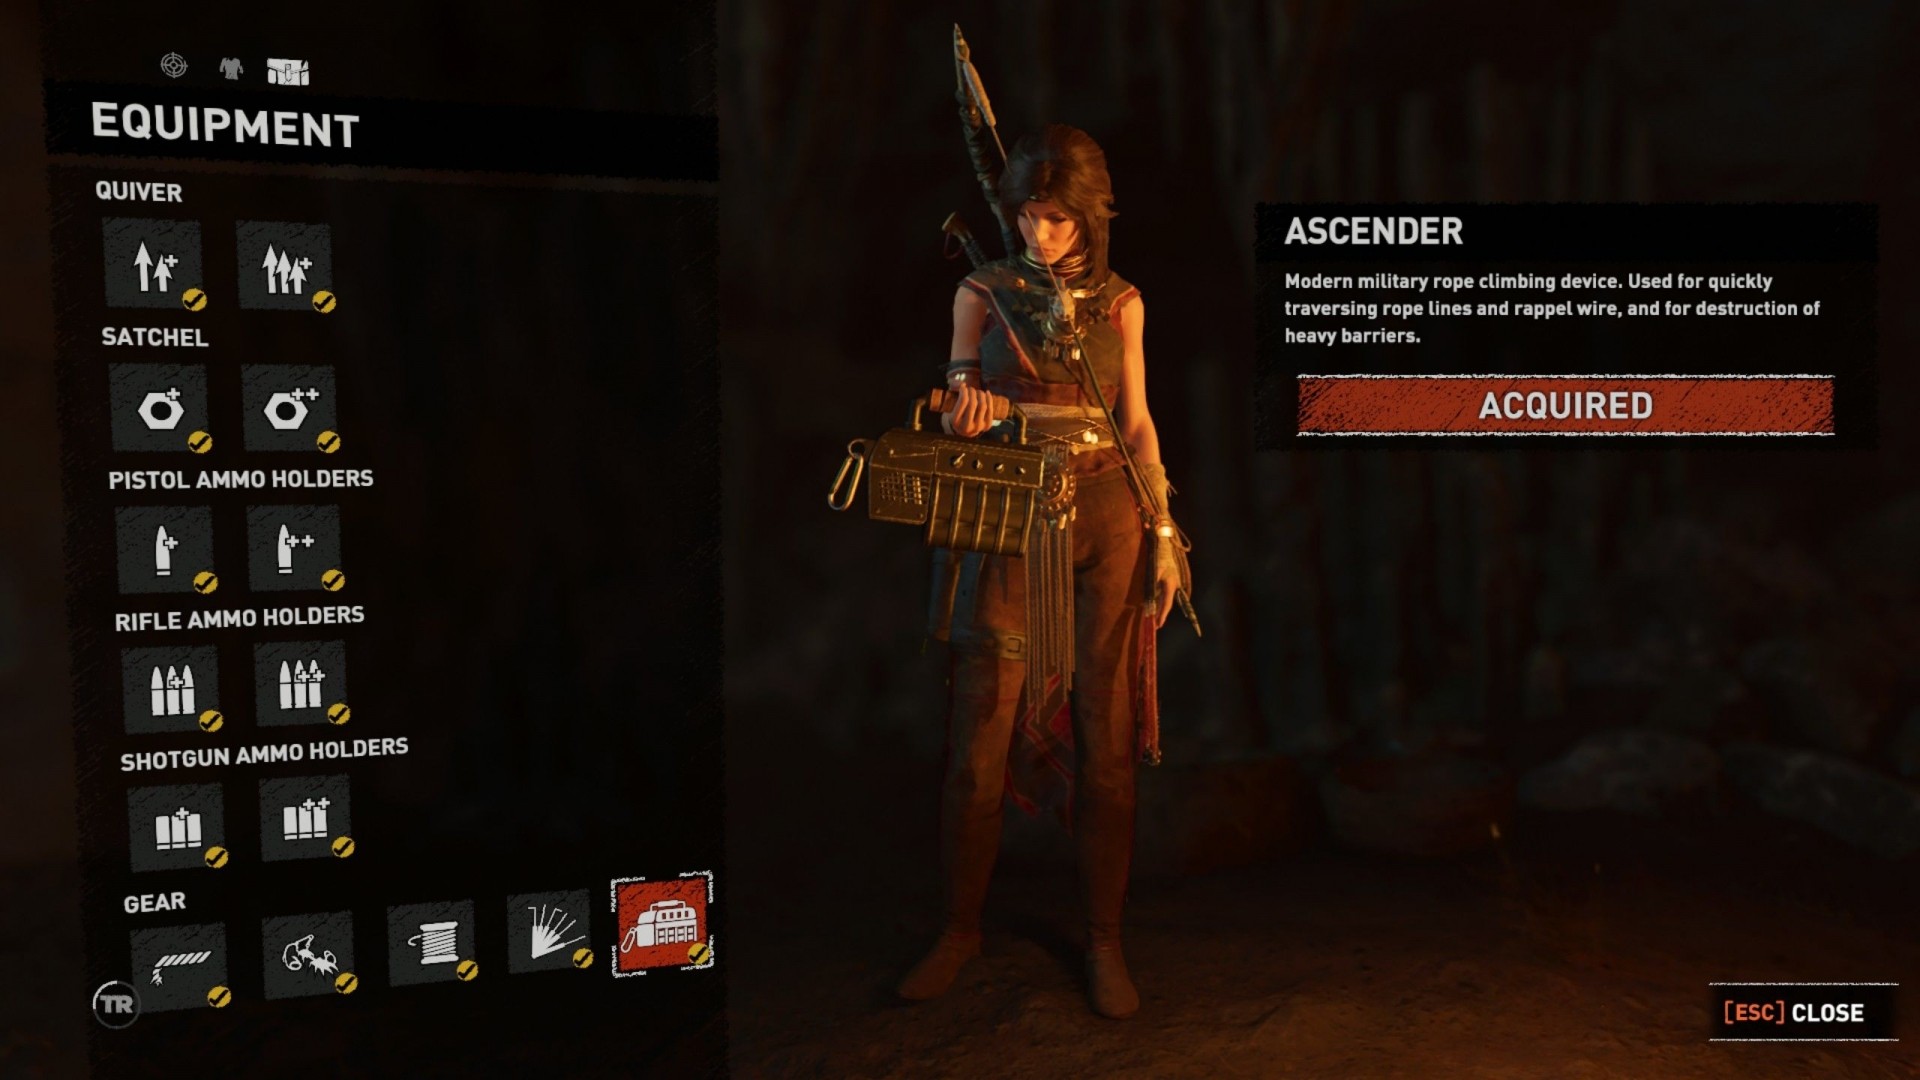 EQUIPMENT
QUIVER
SATCHEL
PISTOL AMMO HOLDERS
RIFLE AMMO HOLDERS
SHOTGUN AMMO HOLDERS
GEAR
TR
ASCENDER
Modern military rope climbing device. Used for quickly
traversing rope lines and rappel wire, and for destruction of
heavy barriers.
ACQUIRED
[ESC] CLOSE